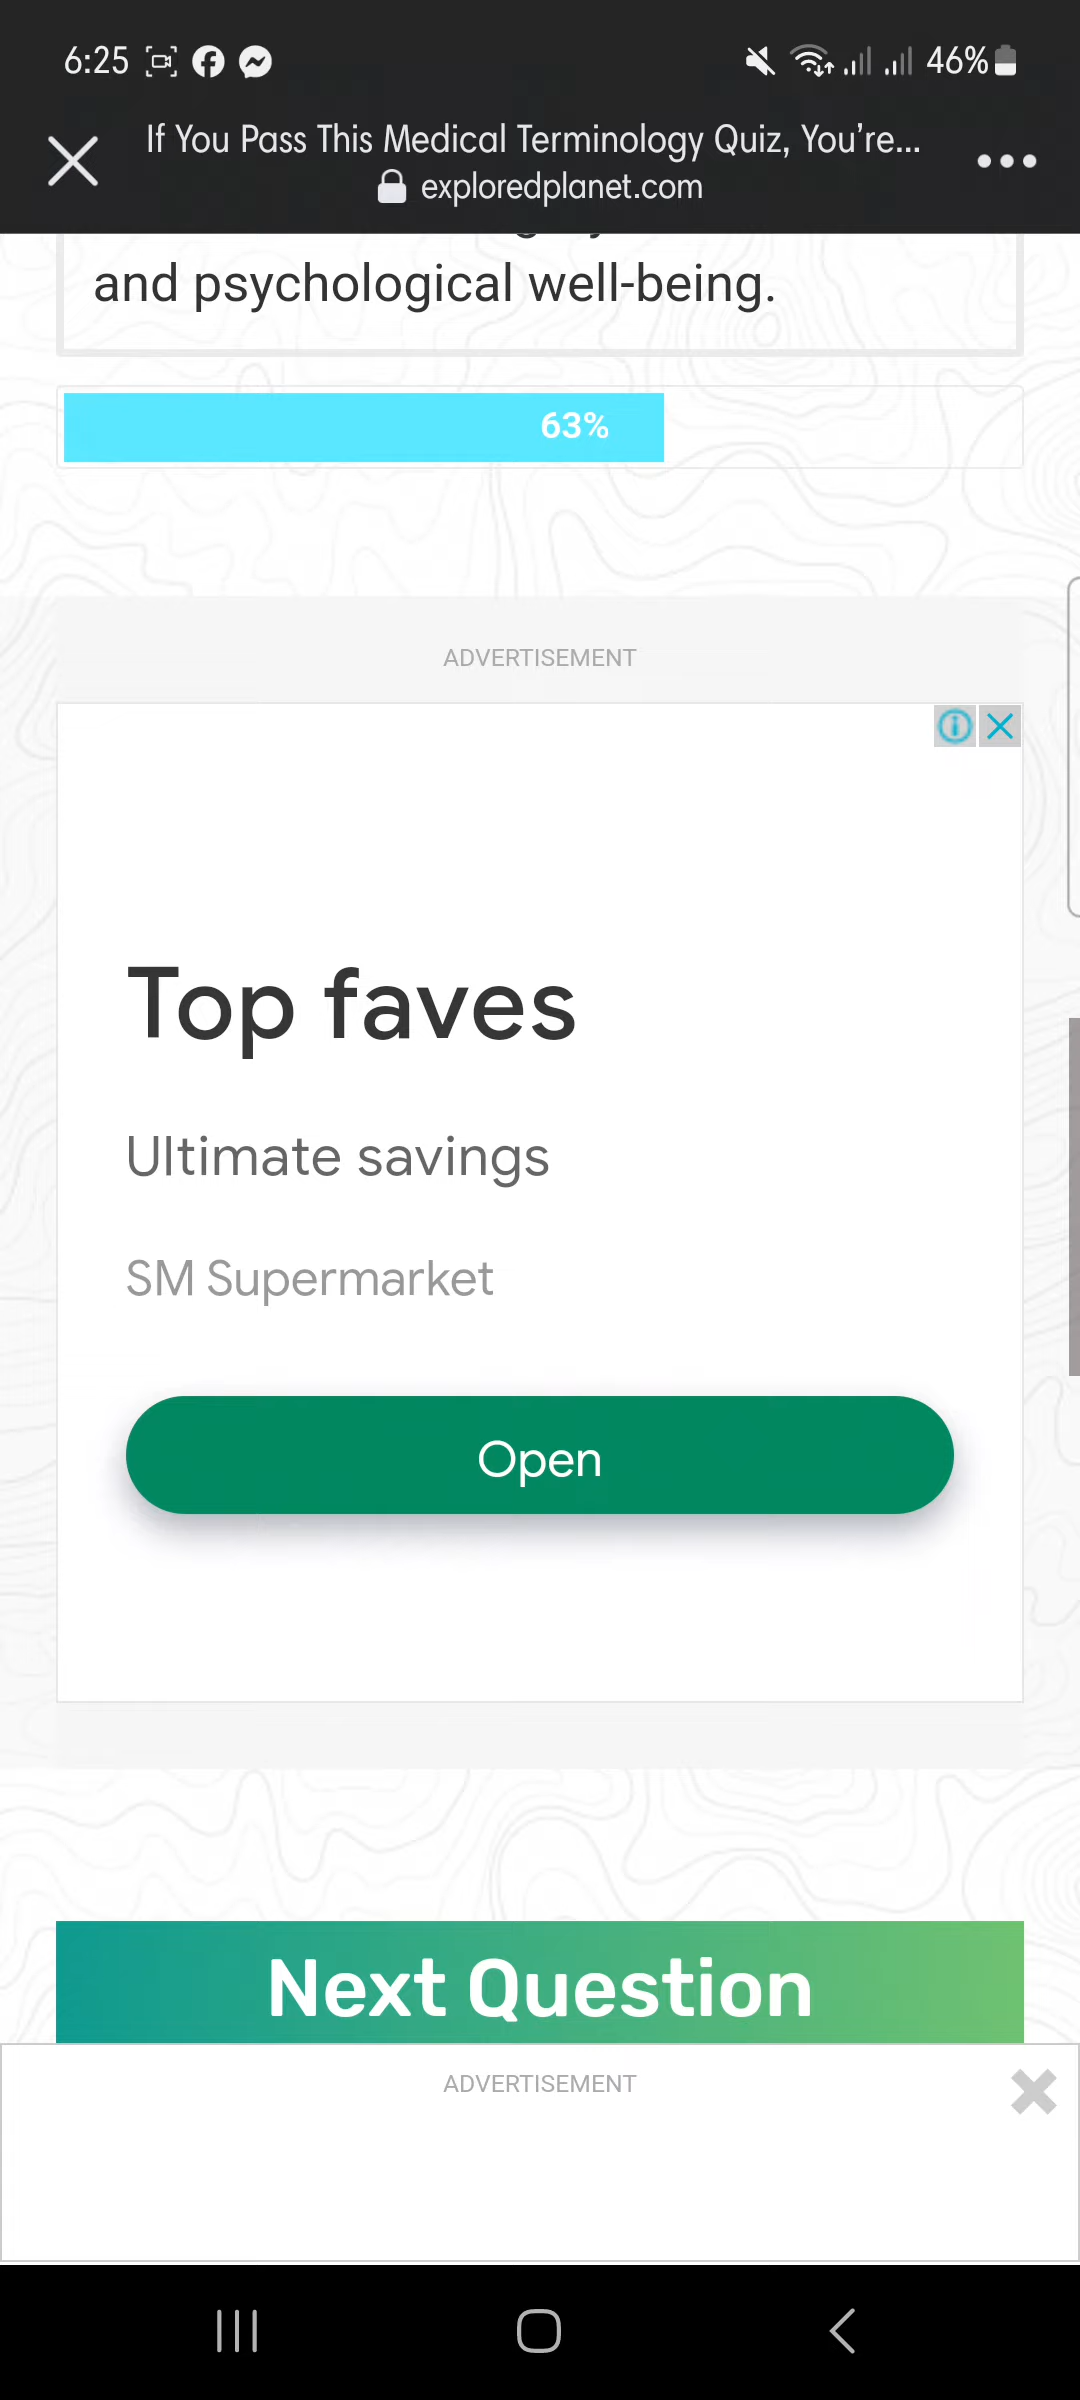 6:25
46%
If You Pass This Medical Terminology Quiz, You’re...
exploredplanet.com
and psychological well-being.
63%
ADVERTISEMENT
Top faves
Ultimate savings
SM Supermarket
Open
Next Question
ADVERTISEMENT